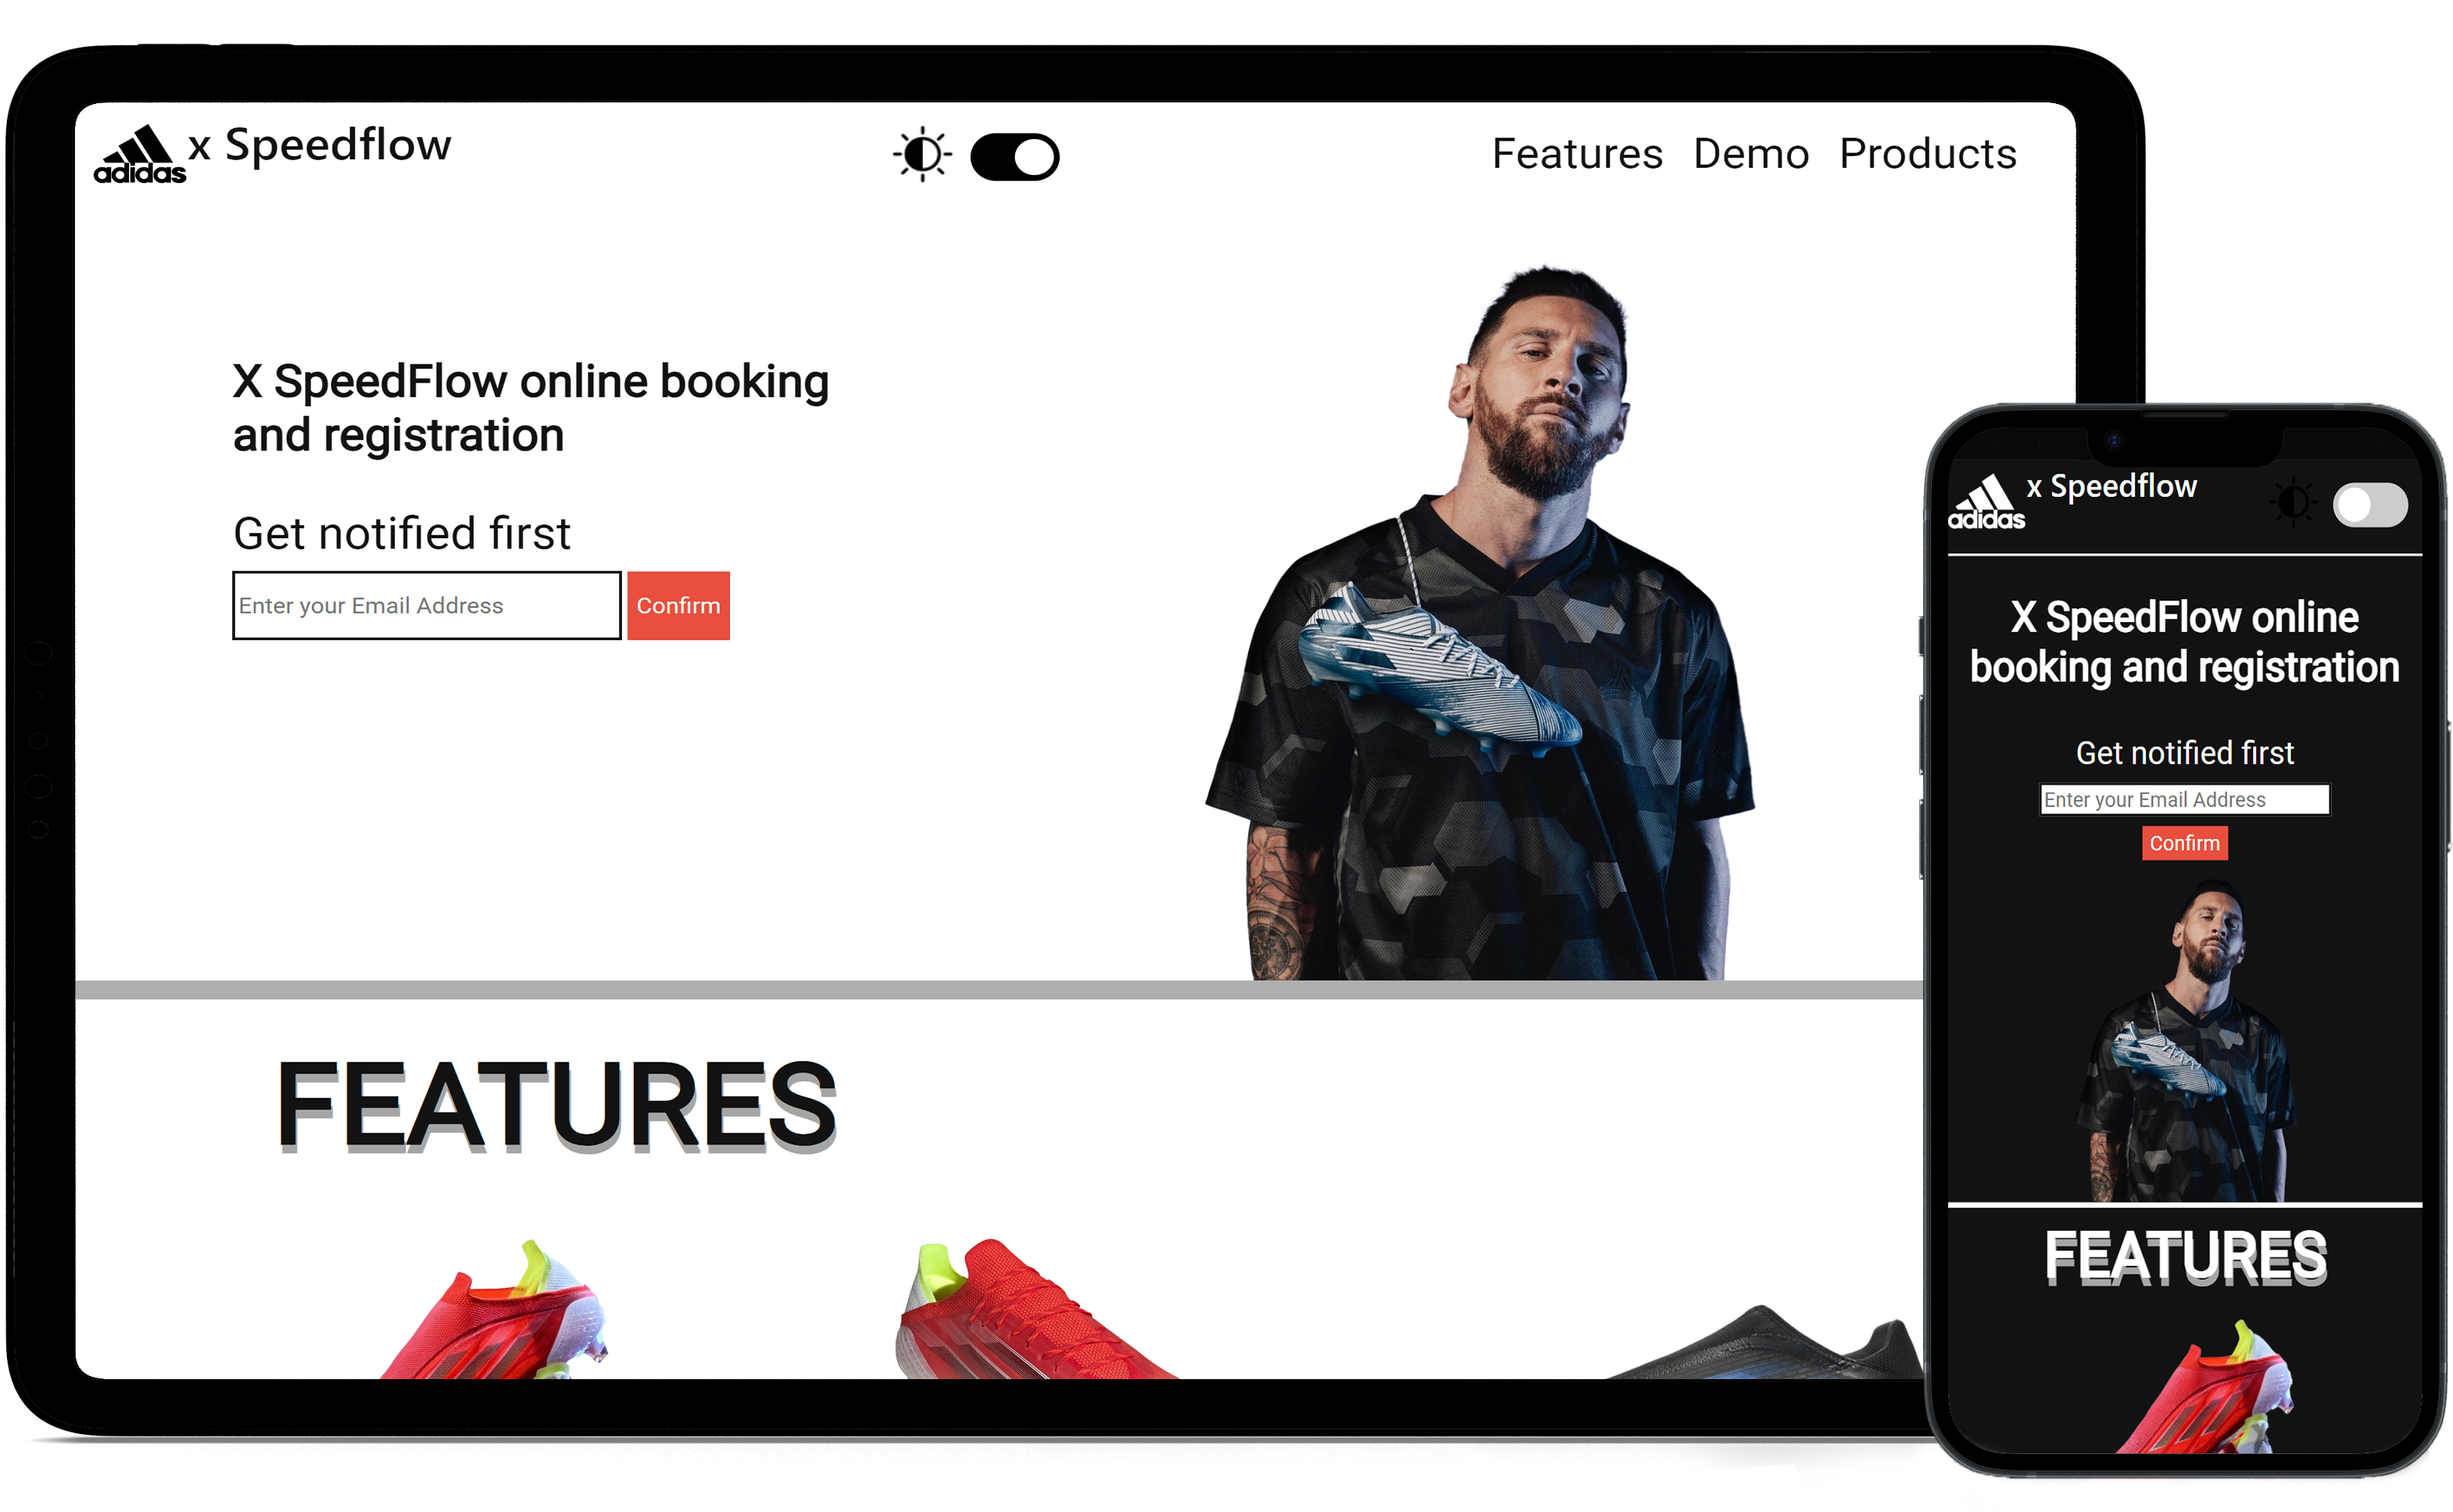 adidas x Speedflow
Features Demo Products
X SpeedFlow online booking
and registration
Get notified first
Enter your Email Address Confirm
FEATURES
adidas x Speedflow
X SpeedFlow online
booking and registration
Get notified first
Enter your Email Address
Confirm
FEATURES